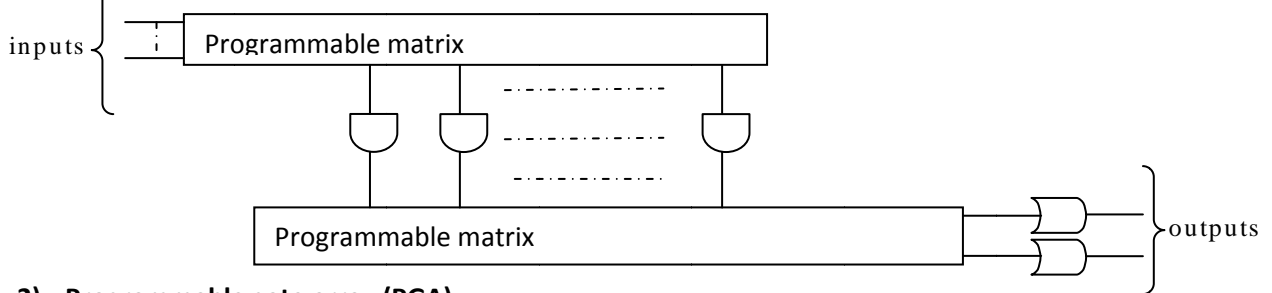 inputs
Programmable matrix
Programmable matrix
outputs
2) Programmable gate array (PGA)